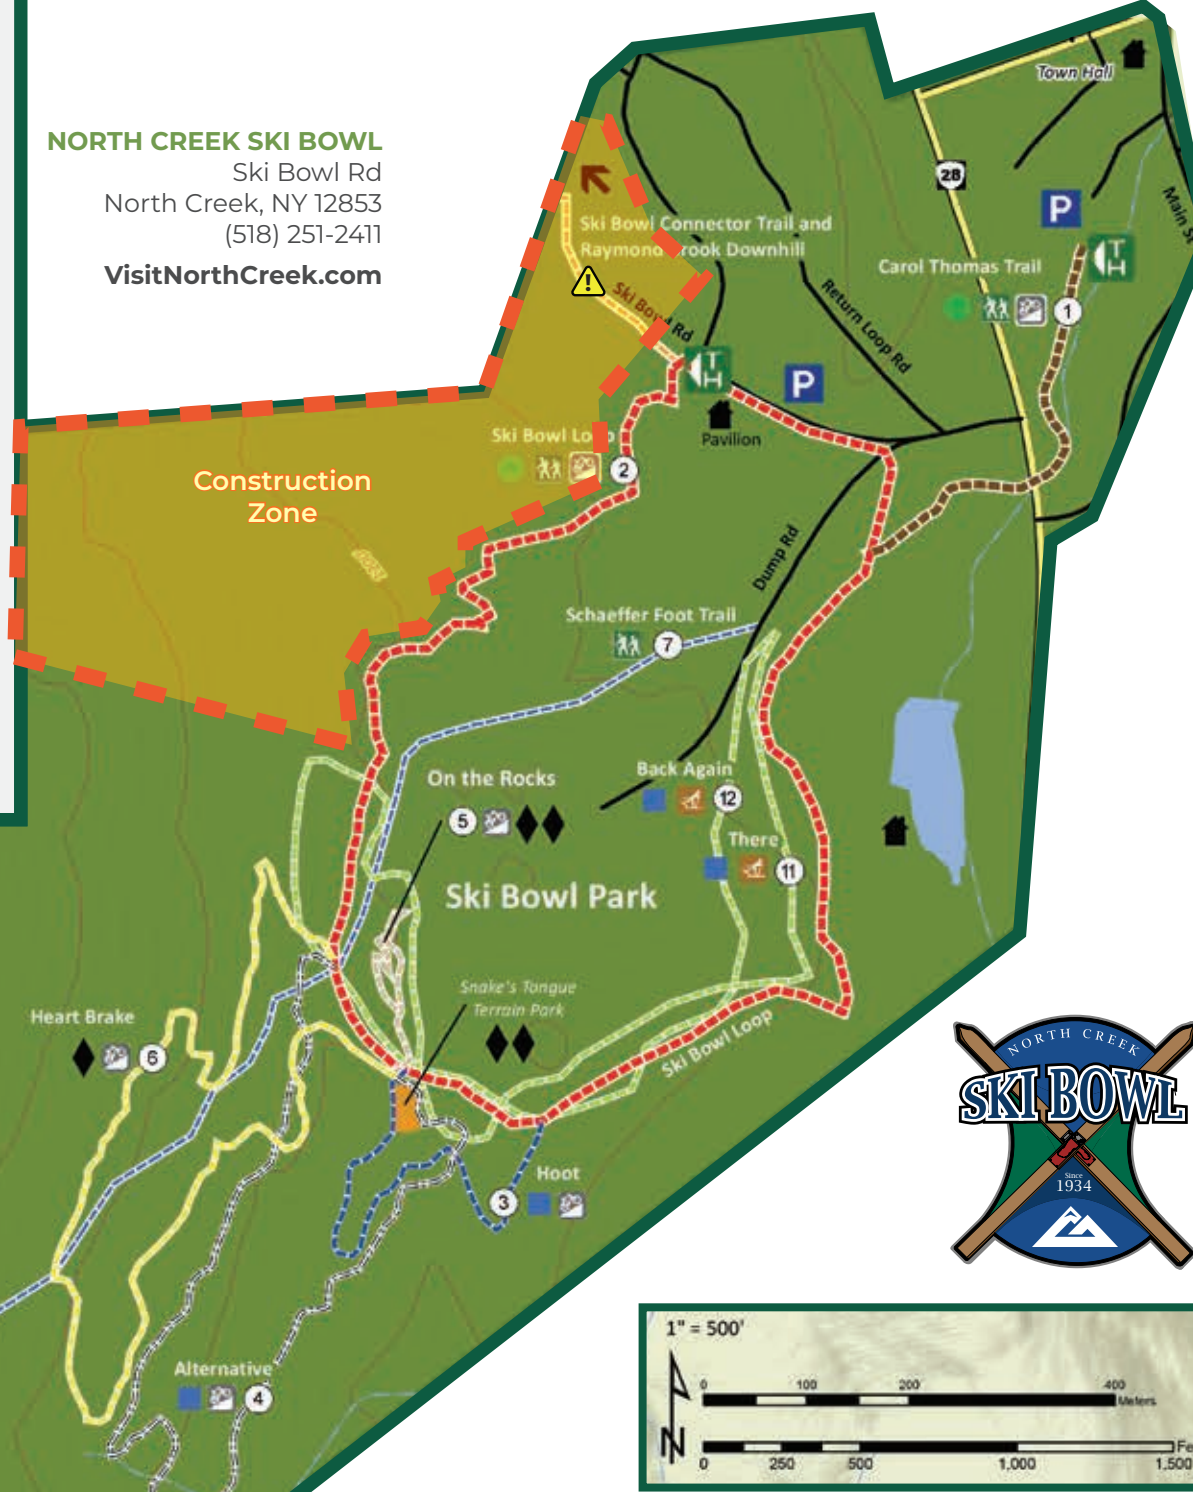 NORTH CREEK SKI BOWL
Ski Bowl Rd
North Creek, NY 12853
(518) 251-2411
VisitNorthCreek.com
Town Hall
28
P
Main St
TH
Carol Thomas Trail
1
Ski Bowl Connector Trail and
Raymond Brook Downhill
!
Ski Bowl Rd
Return Loop Rd
TH
P
Pavilion
Ski Bowl Loop
2
Construction
Zone
Dump Rd
Schaeffer Foot Trail
7
On the Rocks
5
Back Again
12
There
11
Ski Bowl Park
Snake's Tongue
Terrain Park
Heart Brake
6
Ski Bowl Loop
Hoot
3
Alternative
4
NORTH CREEK
SKI BOWL
Since
1934
1" = 500'
0 100 200 400
Meters
N
Fe
0 250 500 1,000 1,500